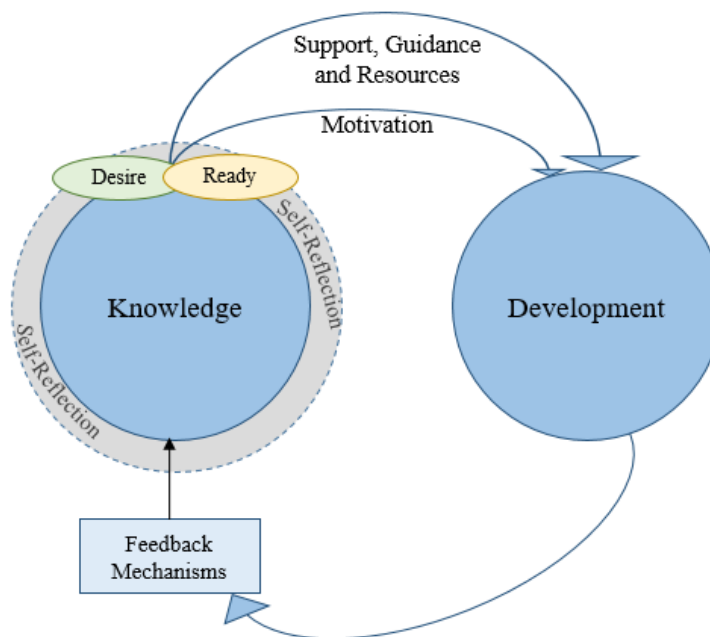 Support, Guidance
and Resources
Motivation
Desire
Ready
Self-Reflection
Knowledge
Development
Self-Reflection
Feedback
Mechanisms